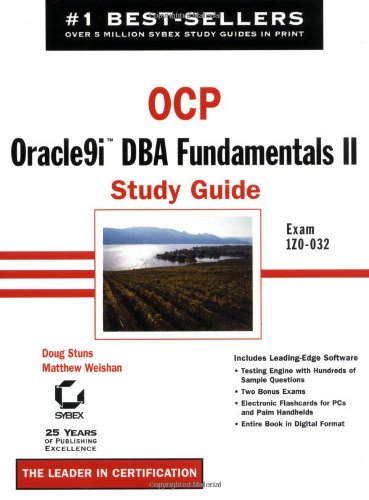 #1 BEST-SELLERS
OVER 5 MILLION SYBEX STUDY GUIDES IN PRINT
OCP
Oracle9i™ DBA Fundamentals II
Study Guide
Exam
1Z0-032
Doug Stuns
Matthew Weishan
SYBEX
25 YEARS
OF PUBLISHING
EXCELLENCE
Includes Leading-Edge Software
• Testing Engine with Hundreds of
Sample Questions
• Two Bonus Exams
• Electronic Flashcards for PCs
and Palm Handhelds
• Entire Book in Digital Format
THE LEADER IN CERTIFICATION
Copyrighted Material